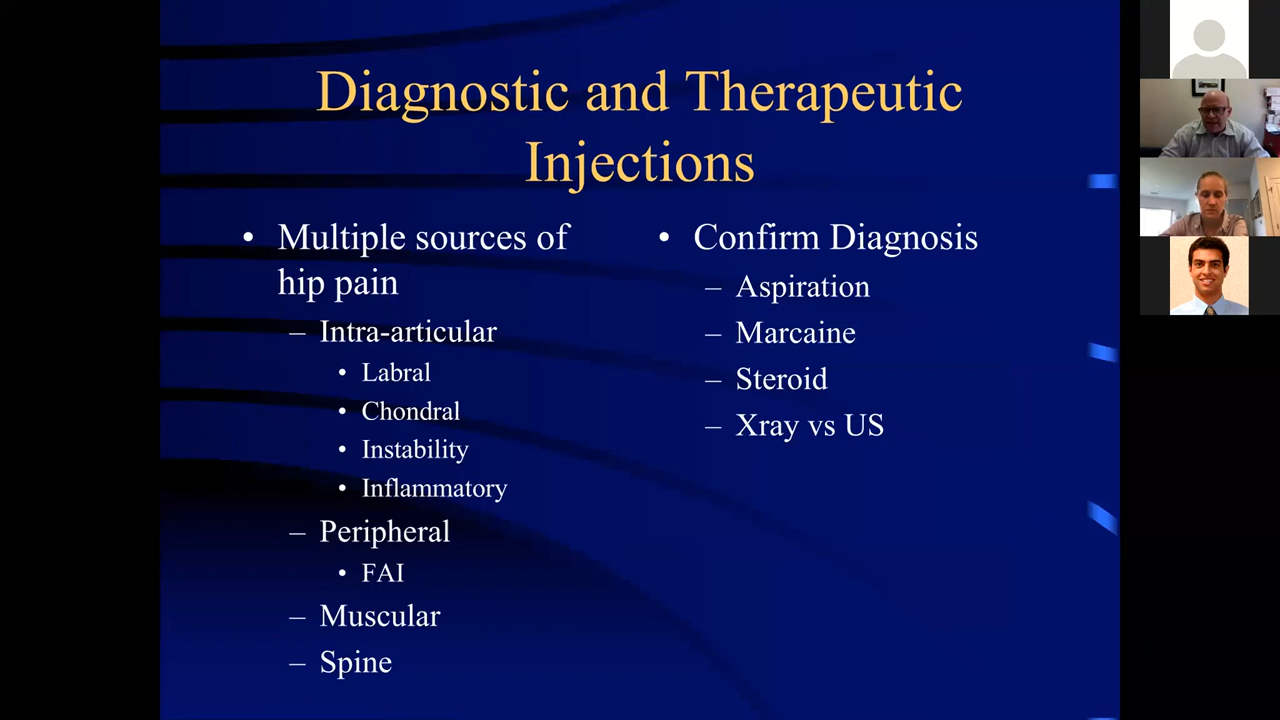 Diagnostic and Therapeutic
Injections
• Multiple sources of
hip pain
– Intra-articular
• Labral
• Chondral
• Instability
• Inflammatory
– Peripheral
• FAI
– Muscular
– Spine
• Confirm Diagnosis
– Aspiration
– Marcaine
– Steroid
– Xray vs US